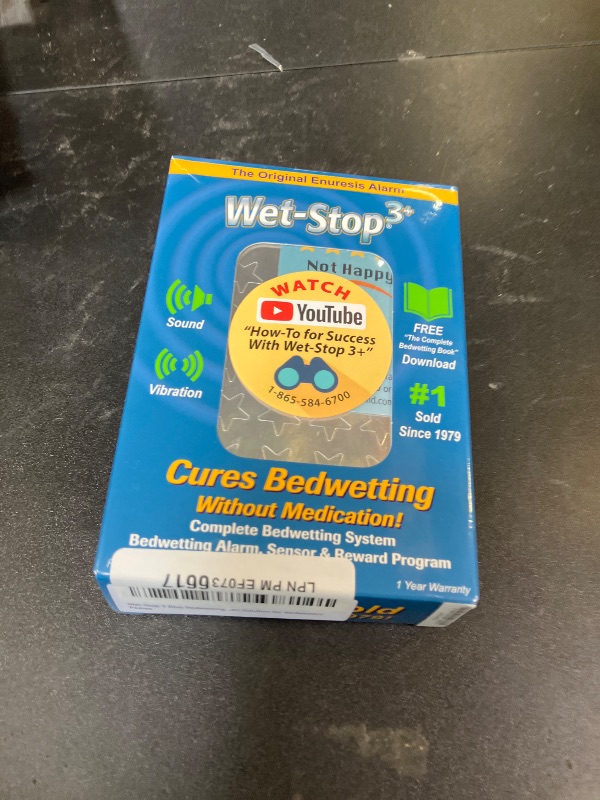 The Original Enuresis Alarm
Wet-Stop 3+
Not Happy
WATCH
YouTube
"How-To for Success
With Wet-Stop 3+"
1-865-584-6700
Sound
Vibration
FREE
"The Complete
Bedwetting Book"
Download
#1
Sold
Since 1979
Cures Bedwetting
Without Medication!
Complete Bedwetting System
Bedwetting Alarm, Sensor & Reward Program
1 Year Warranty
LPN PM EF0736617